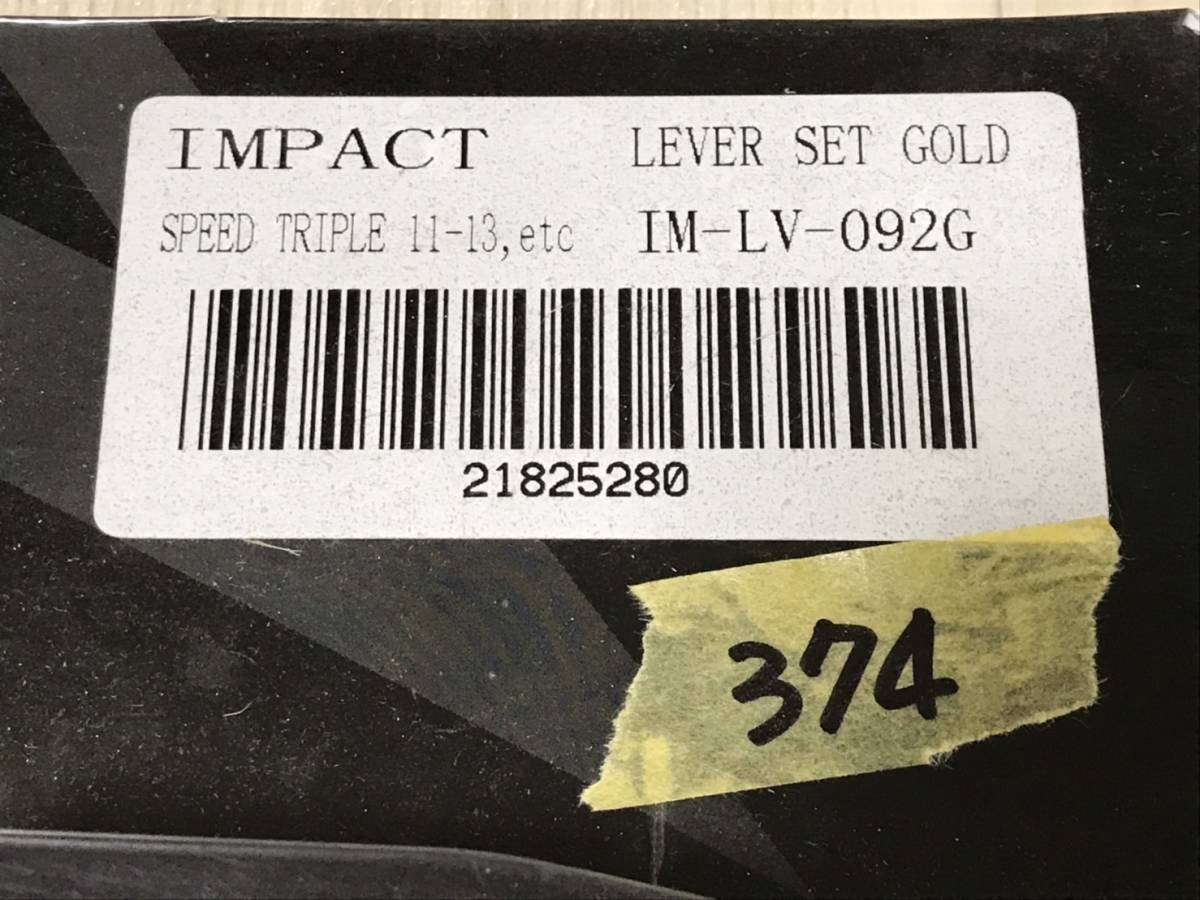 IMPACT LEVER SET GOLD
SPEED TRIPLE 11-13,etc IM-LV-092G
21825280
374